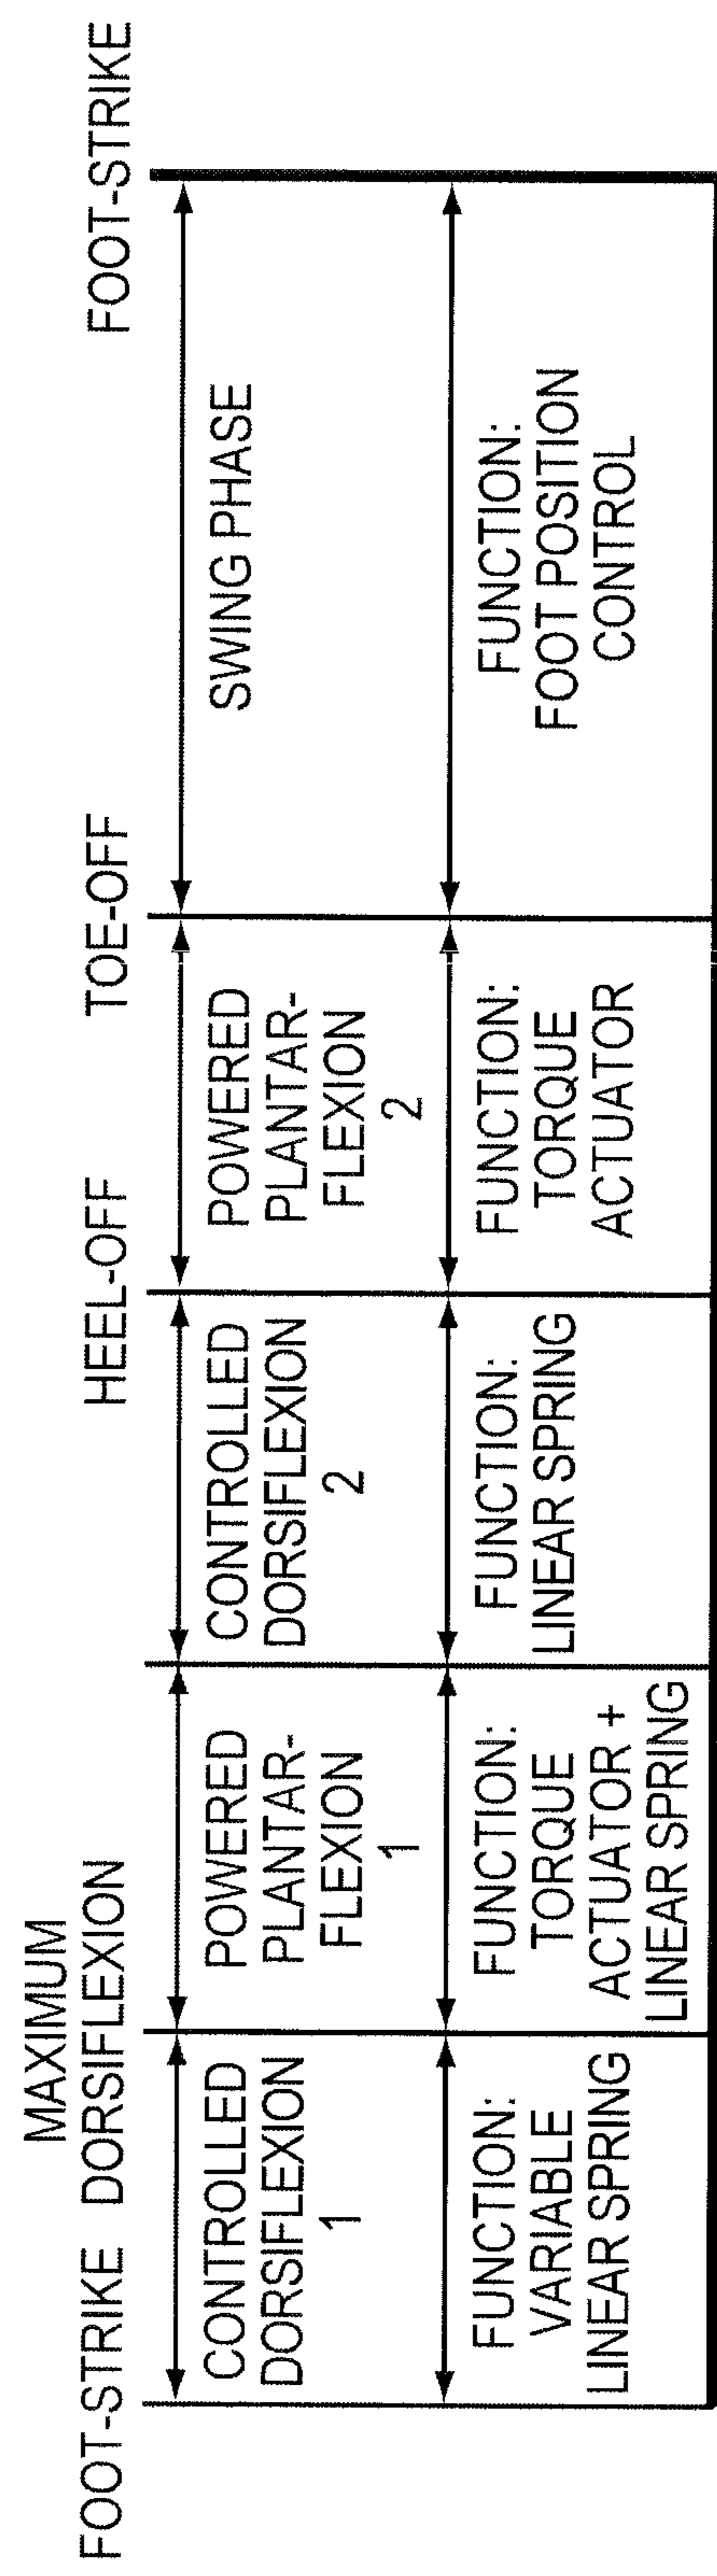 FOOT-STRIKE
MAXIMUM
DORSIFLEXION
HEEL-OFF
TOE-OFF
FOOT-STRIKE
CONTROLLED
DORSIFLEXION
1
POWERED
PLANTAR-
FLEXION
1
CONTROLLED
DORSIFLEXION
2
POWERED
PLANTAR-
FLEXION
2
SWING PHASE
FUNCTION:
VARIABLE
LINEAR SPRING
FUNCTION:
TORQUE
ACTUATOR +
LINEAR SPRING
FUNCTION:
LINEAR SPRING
FUNCTION:
TORQUE
ACTUATOR
FUNCTION:
FOOT POSITION
CONTROL